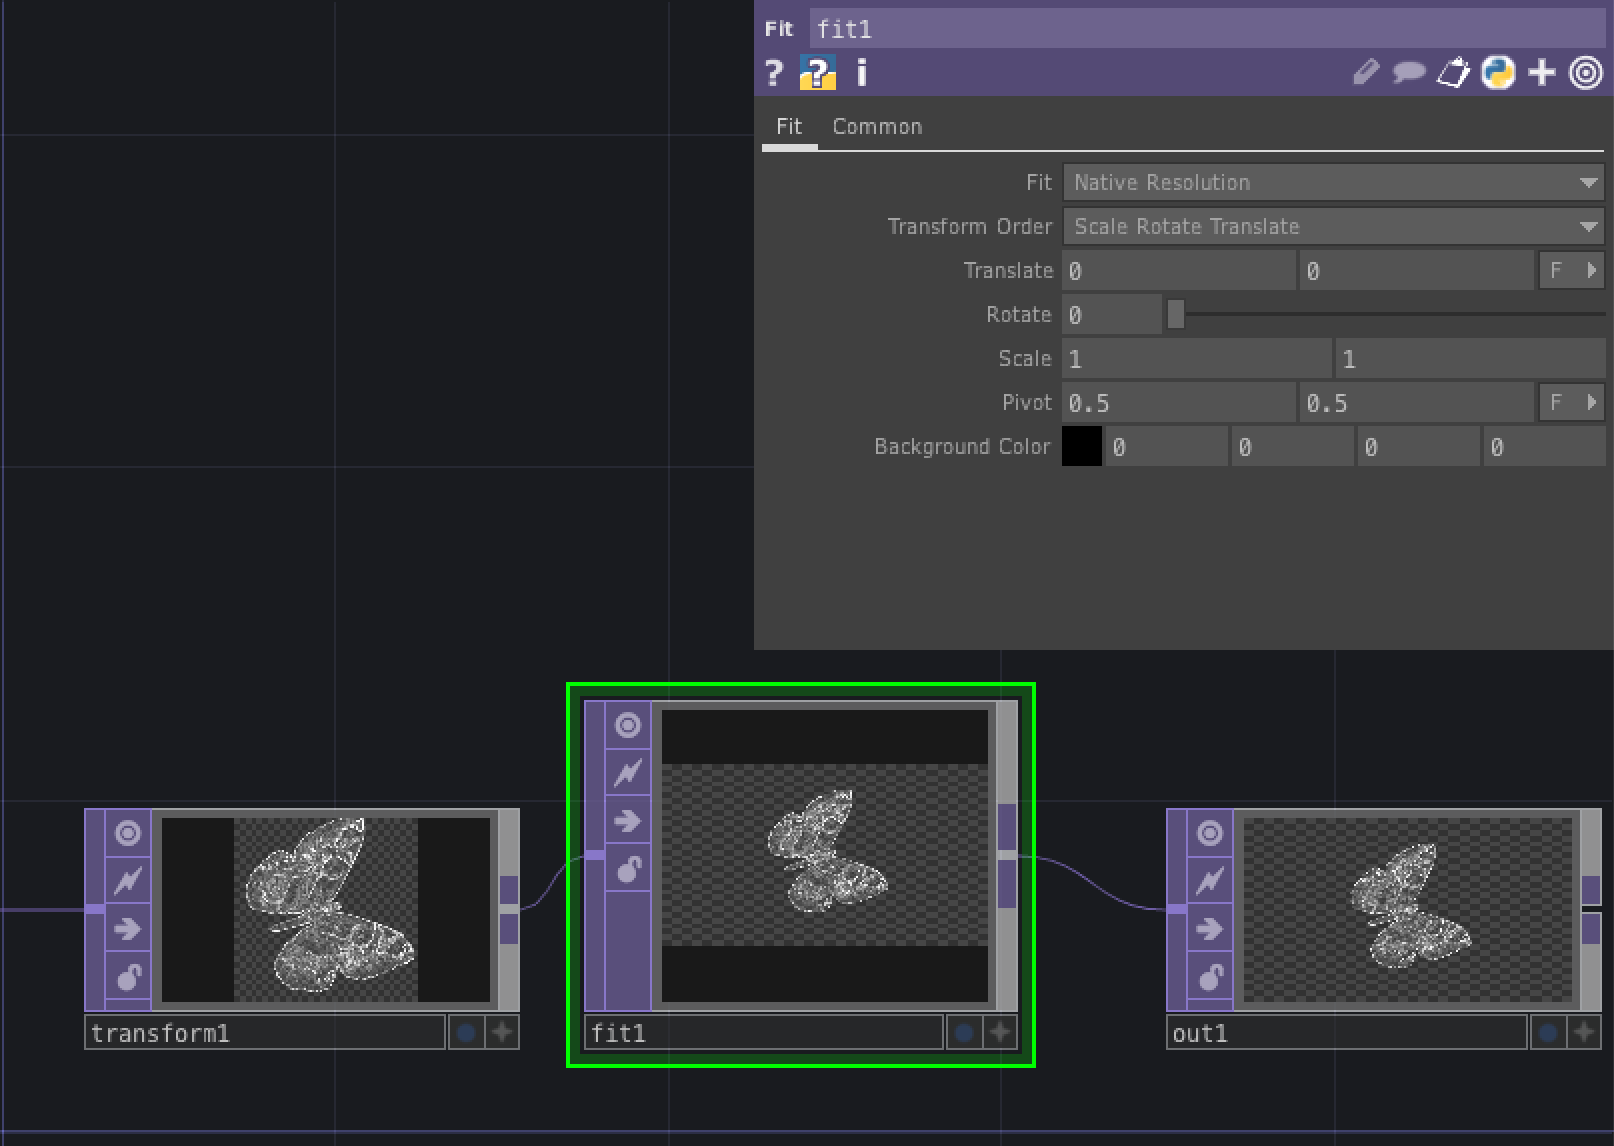 Fit fit1
? ? i
Fit Common
Fit Native Resolution
Transform Order Scale Rotate Translate
Translate 0 0 F
Rotate 0
Scale 1 1
Pivot 0.5 0.5 F
Background Color 0 0 0 0
transform1
fit1
out1